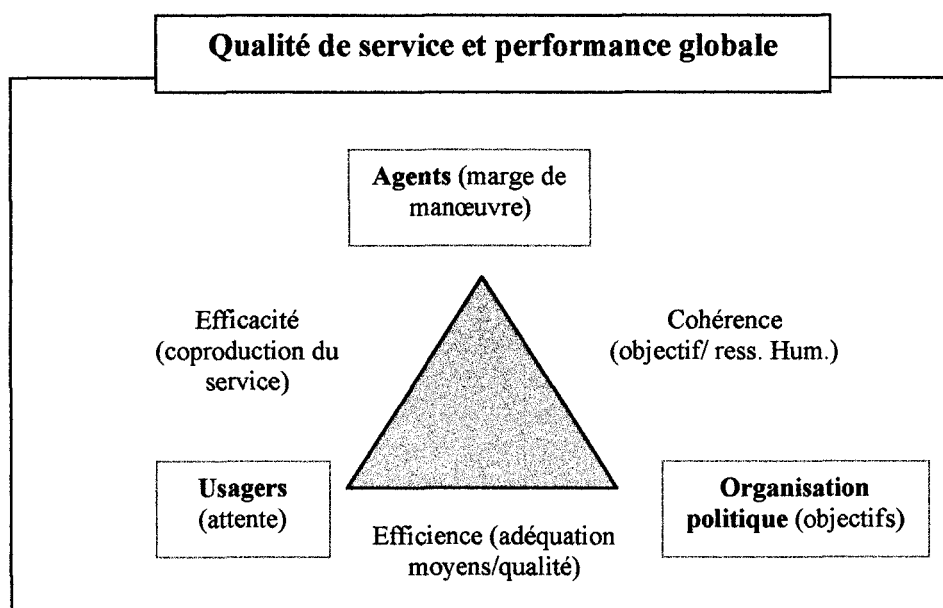 Qualité de service et performance globale
Agents (marge de
manœuvre)
Efficacité
(coproduction du
service)
Cohérence
(objectif/ ress. Hum.)
Usagers
(attente)
Organisation
politique (objectifs)
Efficience (adéquation
moyens/qualité)